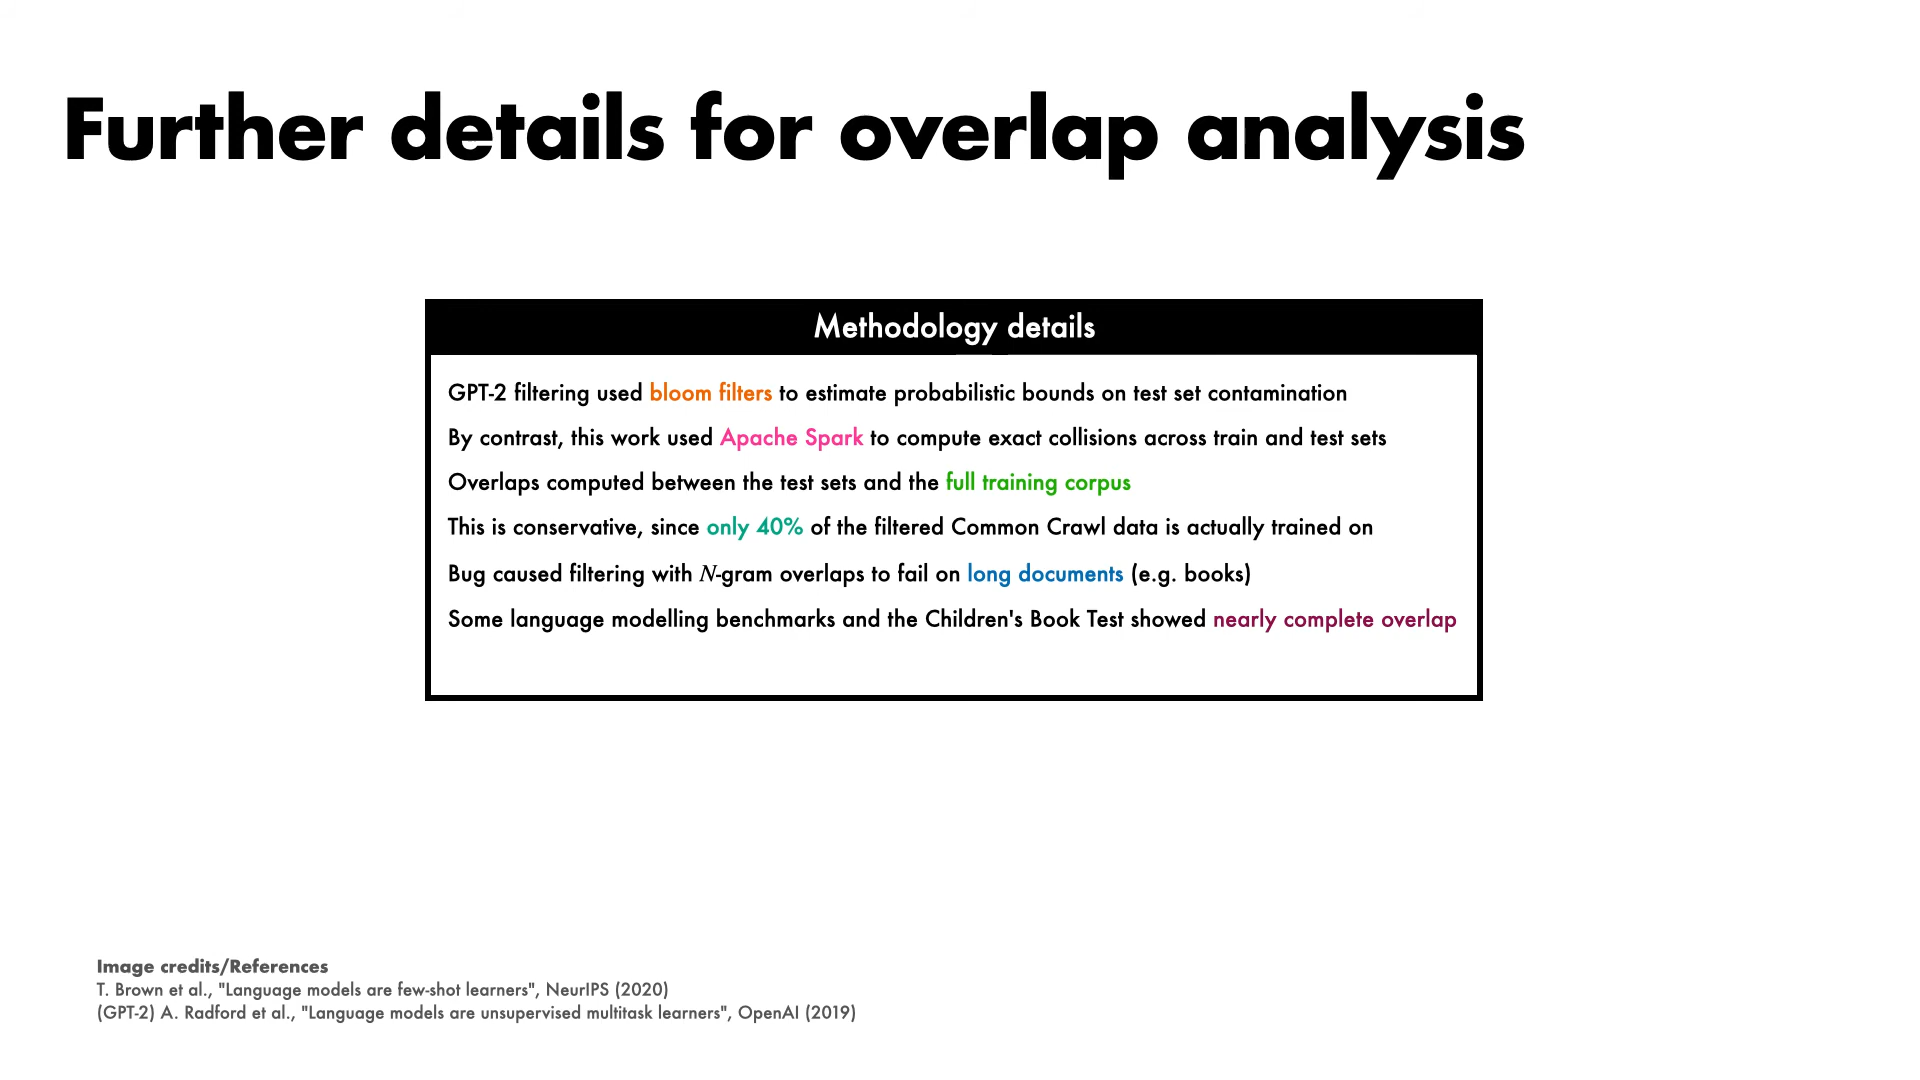 Further details for overlap analysis
Methodology details
GPT-2 filtering used bloom filters to estimate probabilistic bounds on test set contamination
By contrast, this work used Apache Spark to compute exact collisions across train and test sets
Overlaps computed between the test sets and the full training corpus
This is conservative, since only 40% of the filtered Common Crawl data is actually trained on
Bug caused filtering with N-gram overlaps to fail on long documents (e.g. books)
Some language modelling benchmarks and the Children's Book Test showed nearly complete overlap
Image credits/References
T. Brown et al., "Language models are few-shot learners", NeurIPS (2020)
(GPT-2) A. Radford et al., "Language models are unsupervised multitask learners", OpenAI (2019)